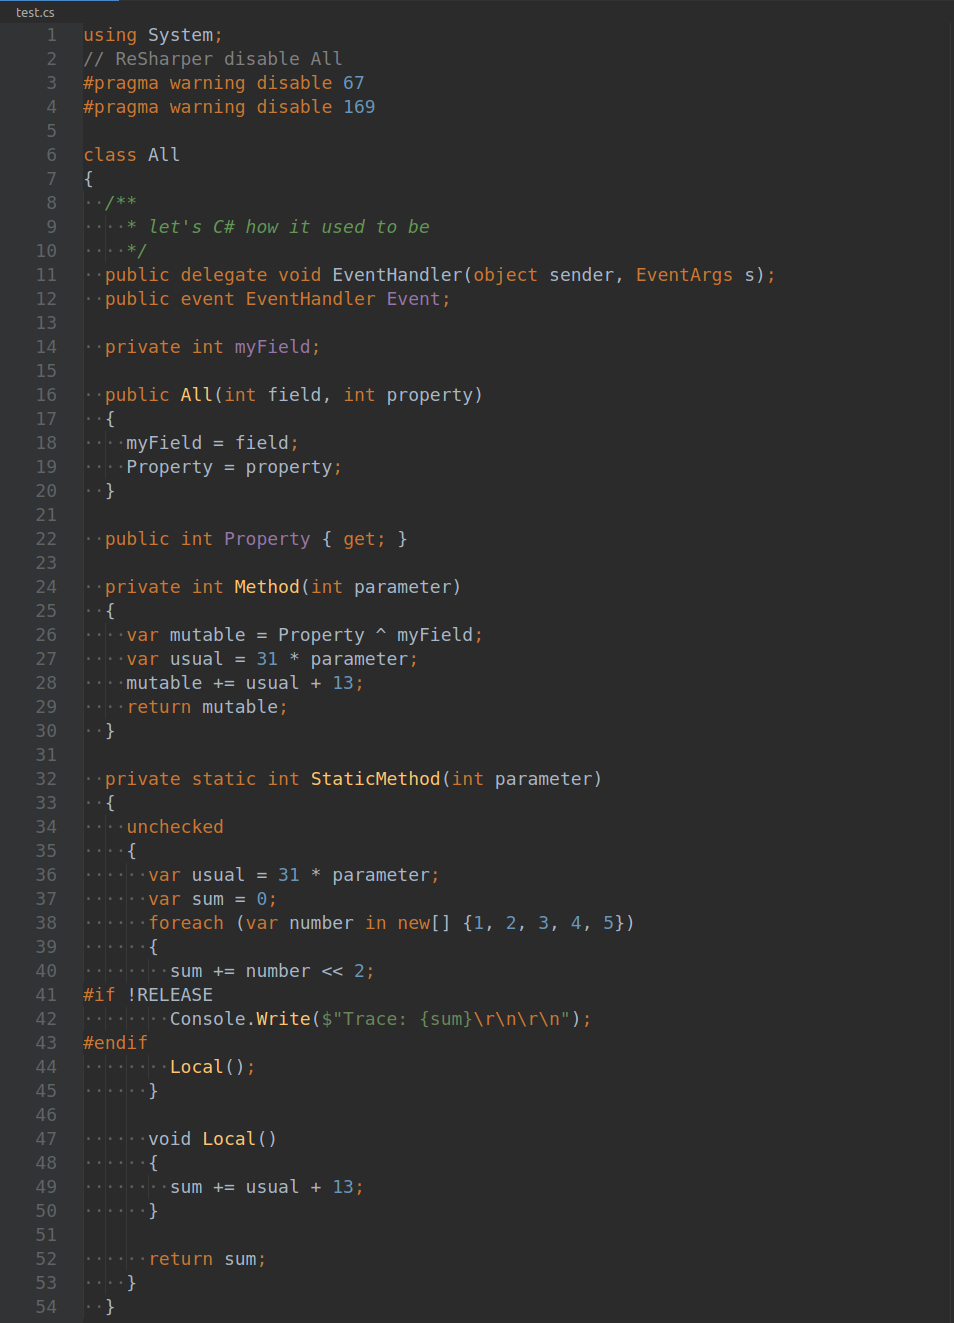 test.cs
1 using System;
2 // ReSharper disable All
3 #pragma warning disable 67
4 #pragma warning disable 169
5
6 class All
7 {
8 ··/**
9 ····* let's C# how it used to be
10 ····*/
11 ··public delegate void EventHandler(object sender, EventArgs s);
12 ··public event EventHandler Event;
13
14 ··private int myField;
15
16 ··public All(int field, int property)
17 ··{
18 ····myField = field;
19 ····Property = property;
20 ··}
21
22 ··public int Property { get; }
23
24 ··private int Method(int parameter)
25 ··{
26 ····var mutable = Property ^ myField;
27 ····var usual = 31 * parameter;
28 ····mutable += usual + 13;
29 ····return mutable;
30 ··}
31
32 ··private static int StaticMethod(int parameter)
33 ··{
34 ····unchecked
35 ····{
36 ······var usual = 31 * parameter;
37 ······var sum = 0;
38 ······foreach (var number in new[] {1, 2, 3, 4, 5})
39 ······{
40 ········sum += number << 2;
41 #if !RELEASE
42 ········Console.Write($"Trace: {sum}\r\n\r\n");
43 #endif
44 ········Local();
45 ······}
46
47 ······void Local()
48 ······{
49 ········sum += usual + 13;
50 ······}
51
52 ······return sum;
53 ····}
54 ··}